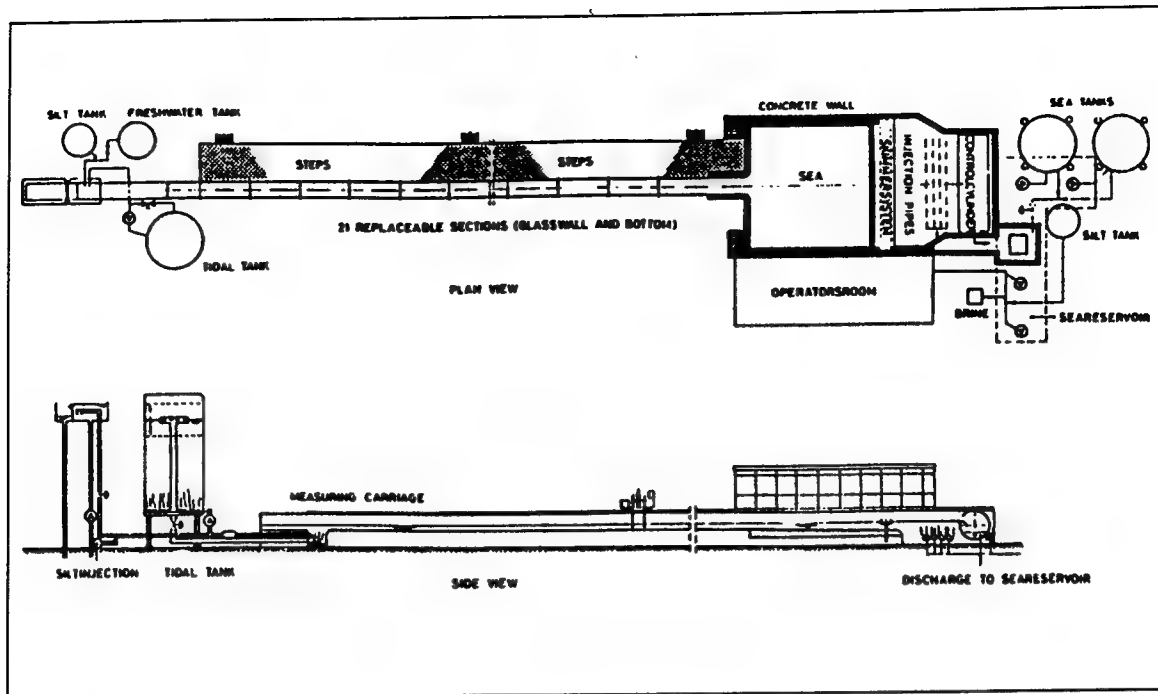 SILT TANK
FRESHWATER TANK
CONCRETE WALL
SEA TANKS
STEPS
STEPS
SEA
INJECTION PIPES
CONTROLCYLINDER
21 REPLACEABLE SECTIONS (GLASSWALL AND BOTTOM)
SILT TANK
TIDAL TANK
PLAN VIEW
OPERATORSROOM
BRINE
SEARESERVOIR
MEASURING CARRIAGE
SILTINJECTION
TIDAL TANK
SIDE VIEW
DISCHARGE TO SEARESERVOIR